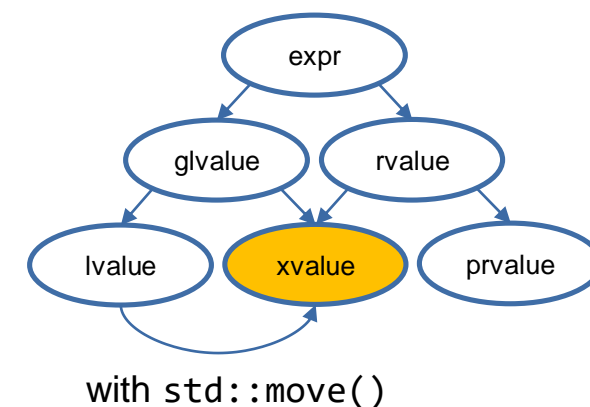 expr
glvalue
rvalue
lvalue
xvalue
prvalue
with std::move()